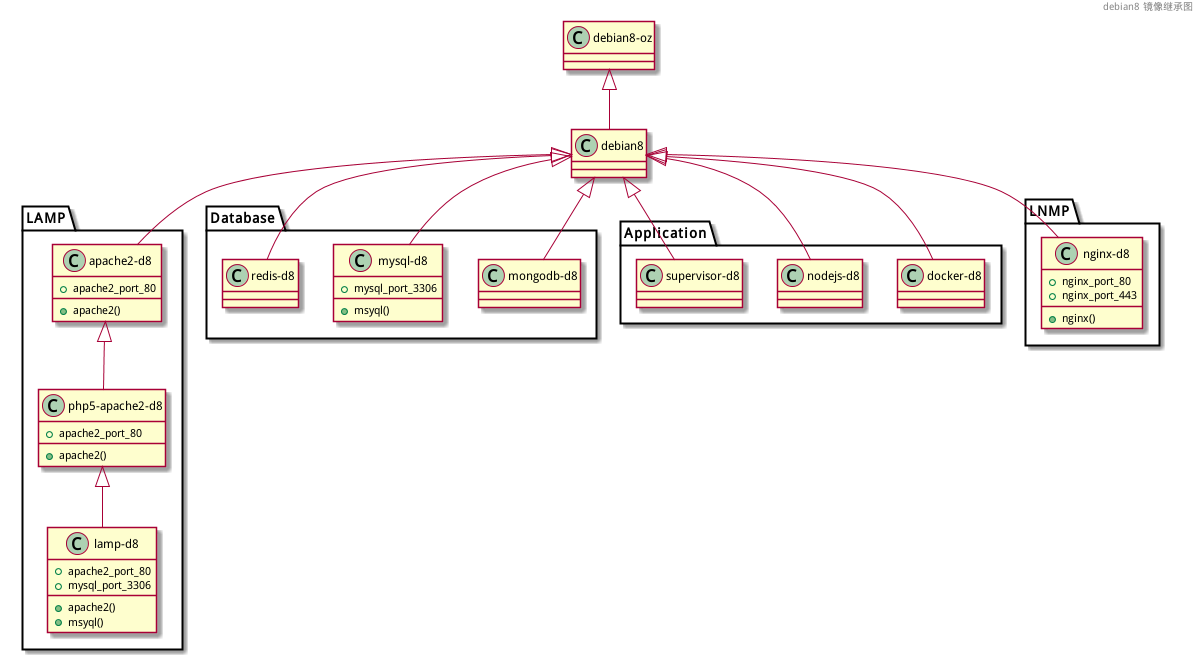 debian8 镜像继承图
C debian8-oz
C debian8
LAMP
C apache2-d8
apache2_port_80
apache2()
C php5-apache2-d8
apache2_port_80
apache2()
C lamp-d8
apache2_port_80
mysql_port_3306
apache2()
msyql()
Database
C redis-d8
C mysql-d8
mysql_port_3306
msyql()
C mongodb-d8
Application
C supervisor-d8
C nodejs-d8
C docker-d8
LNMP
C nginx-d8
nginx_port_80
nginx_port_443
nginx()